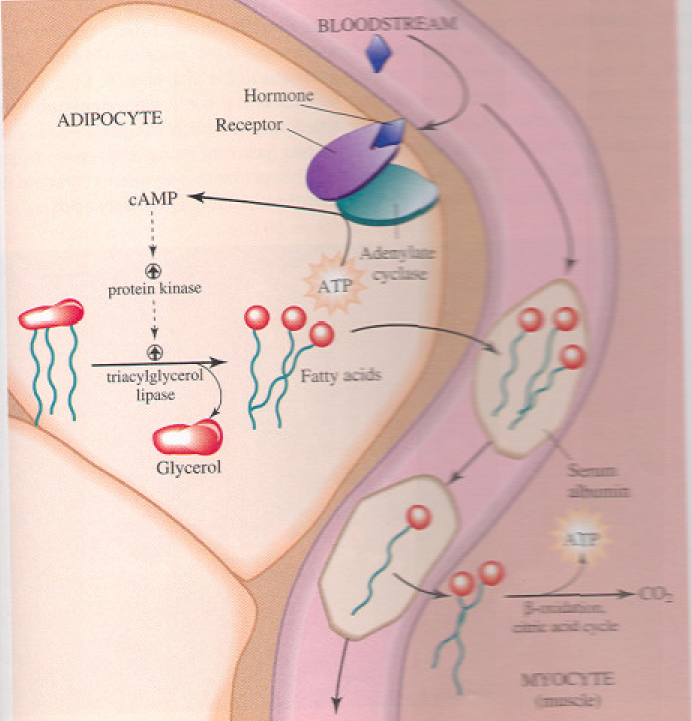 BLOODSTREAM
Hormone
ADIPOCYTE
Receptor
cAMP
Adenylate
cyclase
ATP
protein kinase
triacylglycerol
lipase
Fatty acids
Glycerol
Serum
albumin
ATP
CO₂
β-oxidation,
citric acid cycle
MYOCYTE
(muscle)